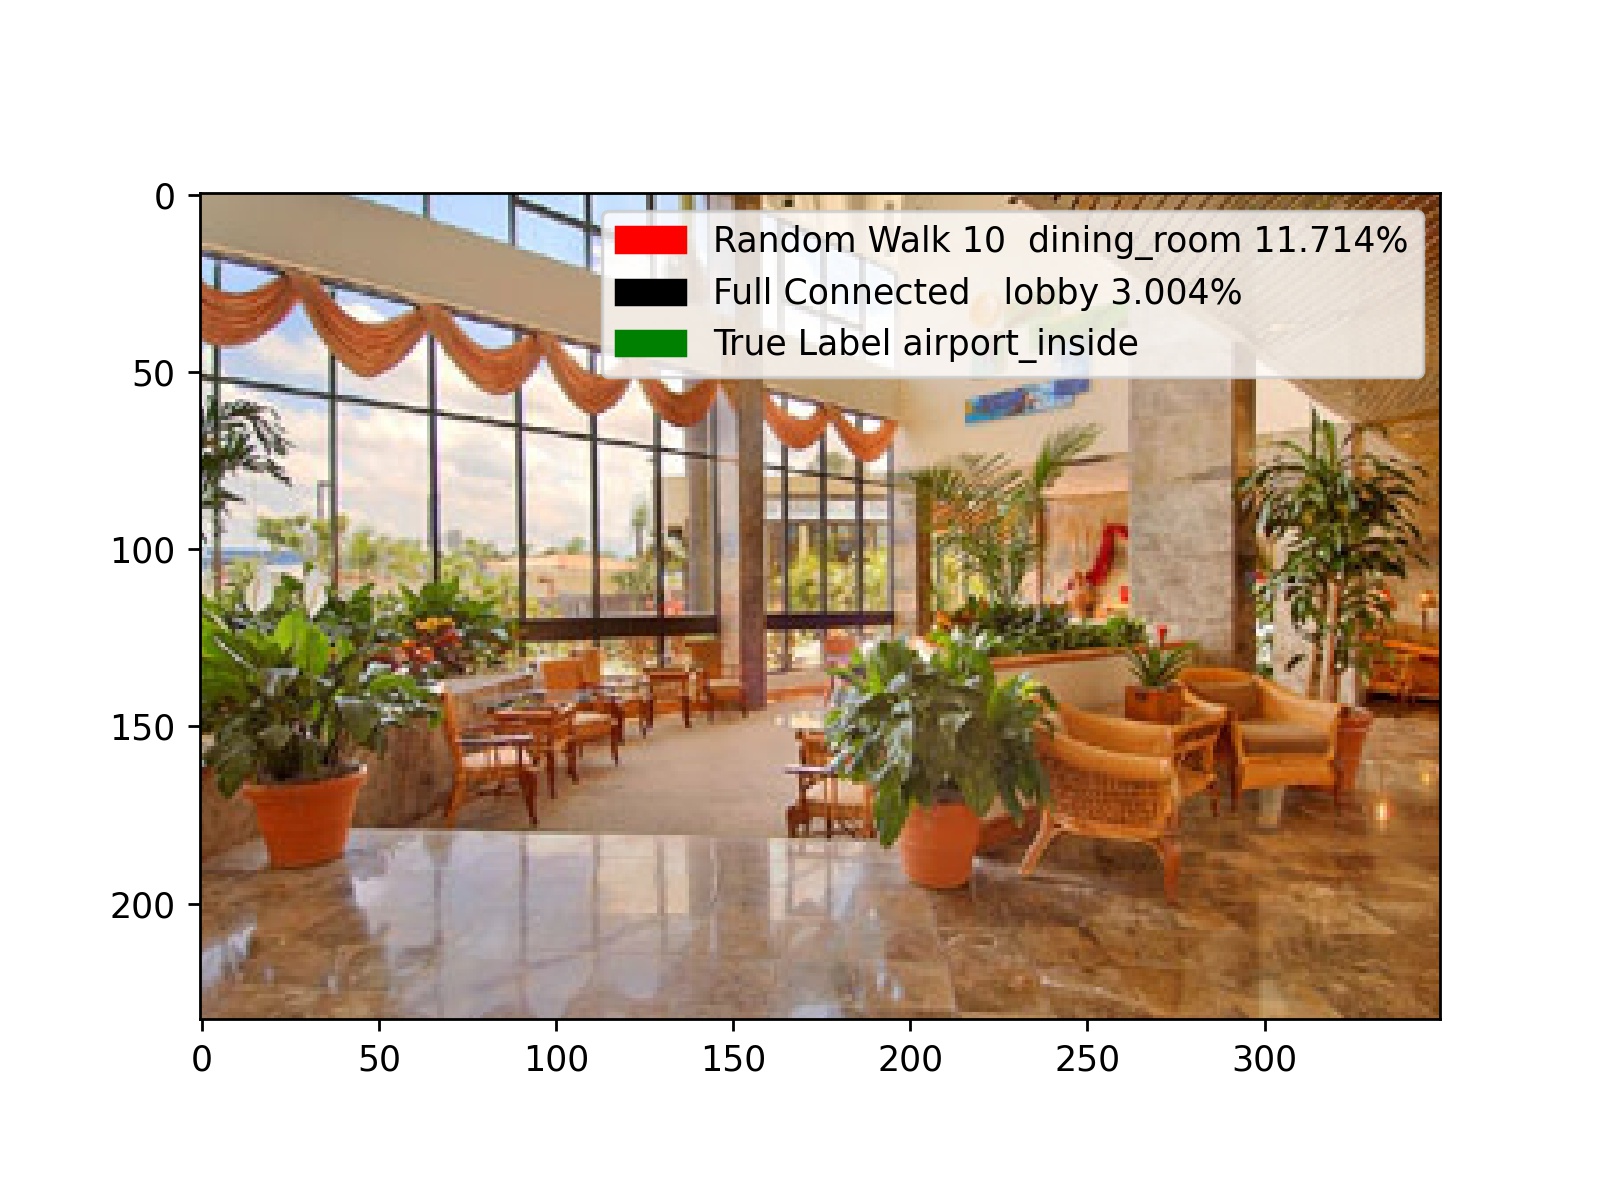 Random Walk 10  dining_room 11.714%
Full Connected   lobby 3.004%
True Label airport_inside
0
50
100
150
200
0 50 100 150 200 250 300